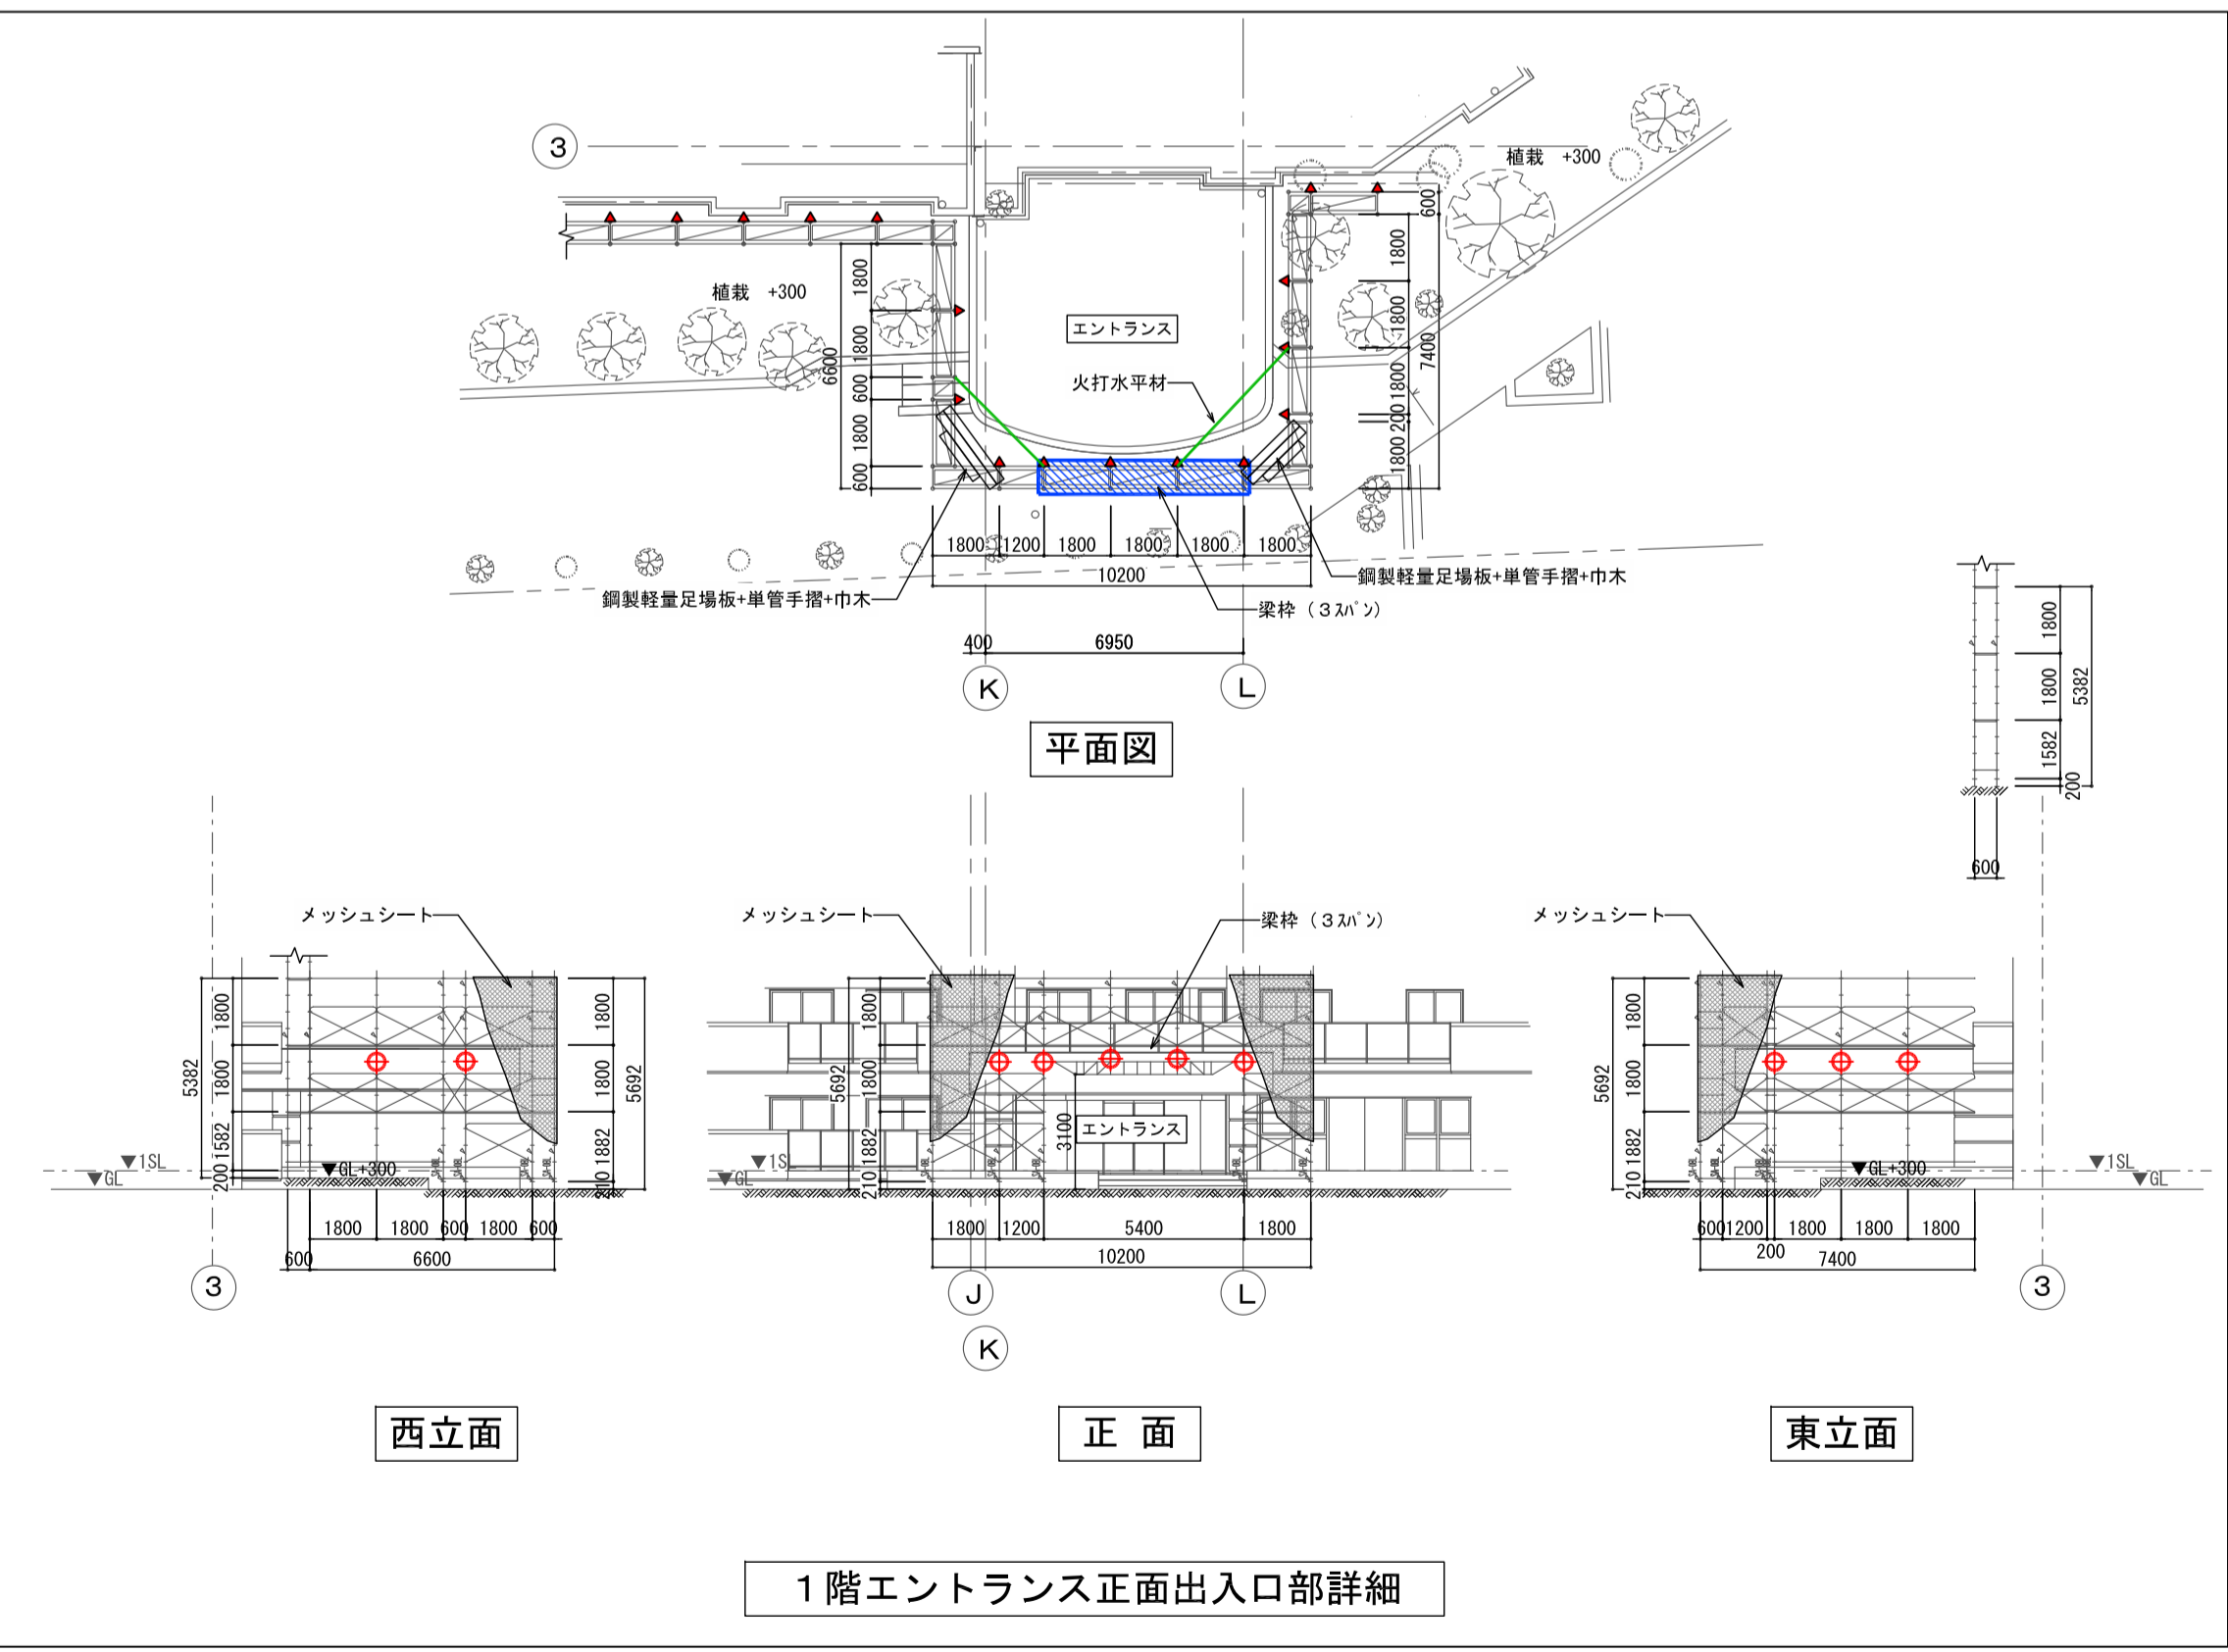 3
植栽 +300
600
1800
1800
7400
1800
200
1800
植栽 +300
1800
1800
6600
600
1800
600
エントランス
火打水平材
1800 1200 1800 1800 1800 1800
10200
鋼製軽量足場板+単管手摺+巾木
鋼製軽量足場板+単管手摺+巾木
梁枠（３ｽﾊﾟﾝ）
400 6950
K L
平面図
1800
1800
5382
1582
200
600
メッシュシート
1800
1800
5382
1582
200
1800
1800
5692
1882
210
▼1SL
▼GL
▼GL+300
1800 1800 600 1800 600
600 6600
3
西立面
メッシュシート
梁枠（３ｽﾊﾟﾝ）
1800
1800
5692
1882
210
3100
エントランス
▼1SL
▼GL
1800 1200 5400 1800
10200
J L
K
正 面
メッシュシート
1800
1800
5692
1882
210
▼GL+300
▼1SL
▼GL
600 1200 1800 1800 1800
200
7400
3
東立面
１階エントランス正面出入口部詳細